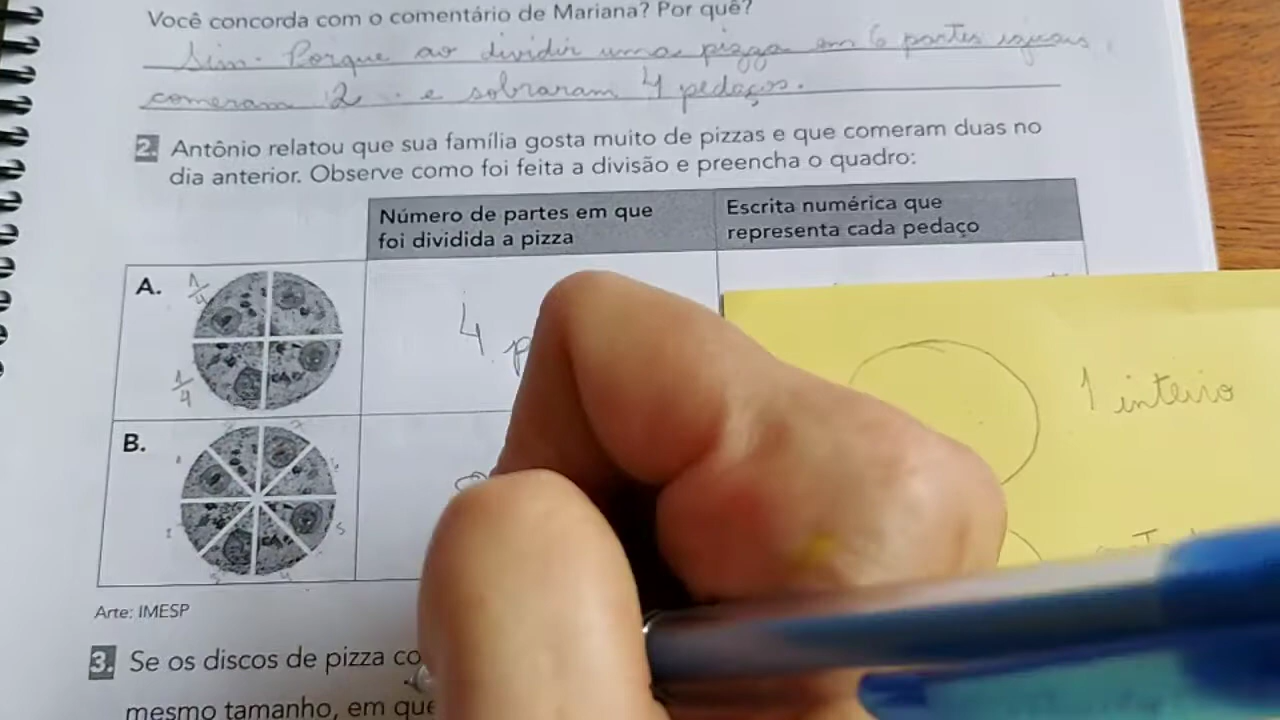 Você concorda com o comentário de Mariana? Por quê?
Sim. Porque ao dividir uma pizza em 6 partes iguais
comeram 2 e sobraram 4 pedaços.
2. Antônio relatou que sua família gosta muito de pizzas e que comeram duas no
dia anterior. Observe como foi feita a divisão e preencha o quadro:
Número de partes em que
foi dividida a pizza
Escrita numérica que
representa cada pedaço
A.
1/4
4 p
1 inteiro
1/4
B.
Arte: IMESP
3. Se os discos de pizza co
mesmo tamanho, em que